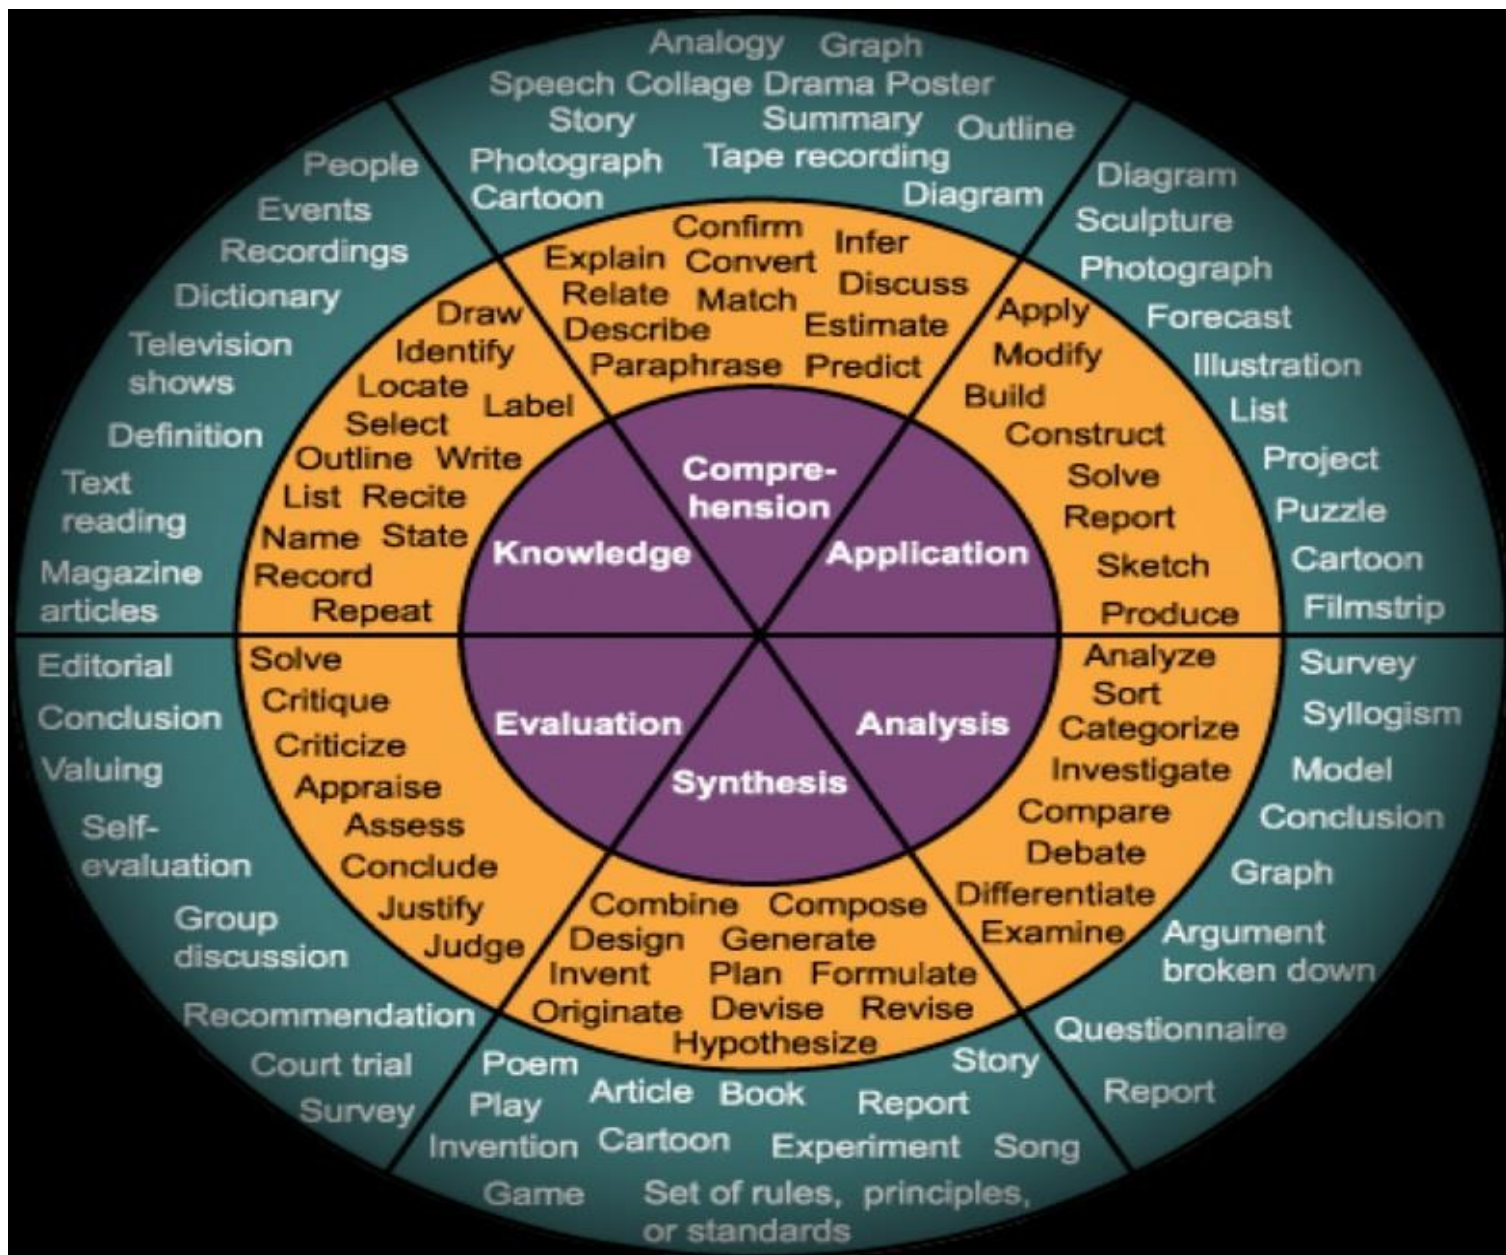 Analogy Graph
Speech Collage Drama Poster
Story Summary Outline
Photograph Tape recording
Cartoon Diagram
Confirm Infer
Explain Convert
Discuss
Relate Match
Describe Estimate
Paraphrase Predict
Compre-
hension
Diagram
Sculpture
Photograph
Forecast
Illustration
List
Project
Puzzle
Cartoon
Filmstrip
Apply
Modify
Build
Construct
Solve
Report
Sketch
Produce
Application
Survey
Syllogism
Model
Conclusion
Graph
Argument
broken down
Questionnaire
Report
Analyze
Sort
Categorize
Investigate
Compare
Debate
Differentiate
Examine
Analysis
Synthesis
Combine Compose
Design Generate
Invent Plan Formulate
Originate Devise Revise
Hypothesize
Poem Story
Play Article Book Report
Invention Cartoon Experiment Song
Game Set of rules, principles,
or standards
Evaluation
Solve
Critique
Criticize
Appraise
Assess
Conclude
Justify
Judge
Editorial
Conclusion
Valuing
Self-
evaluation
Group
discussion
Recommendation
Court trial
Survey
Knowledge
Draw
Identify
Locate Label
Select
Outline Write
List Recite
Name State
Record
Repeat
People
Events
Recordings
Dictionary
Television
shows
Definition
Text
reading
Magazine
articles